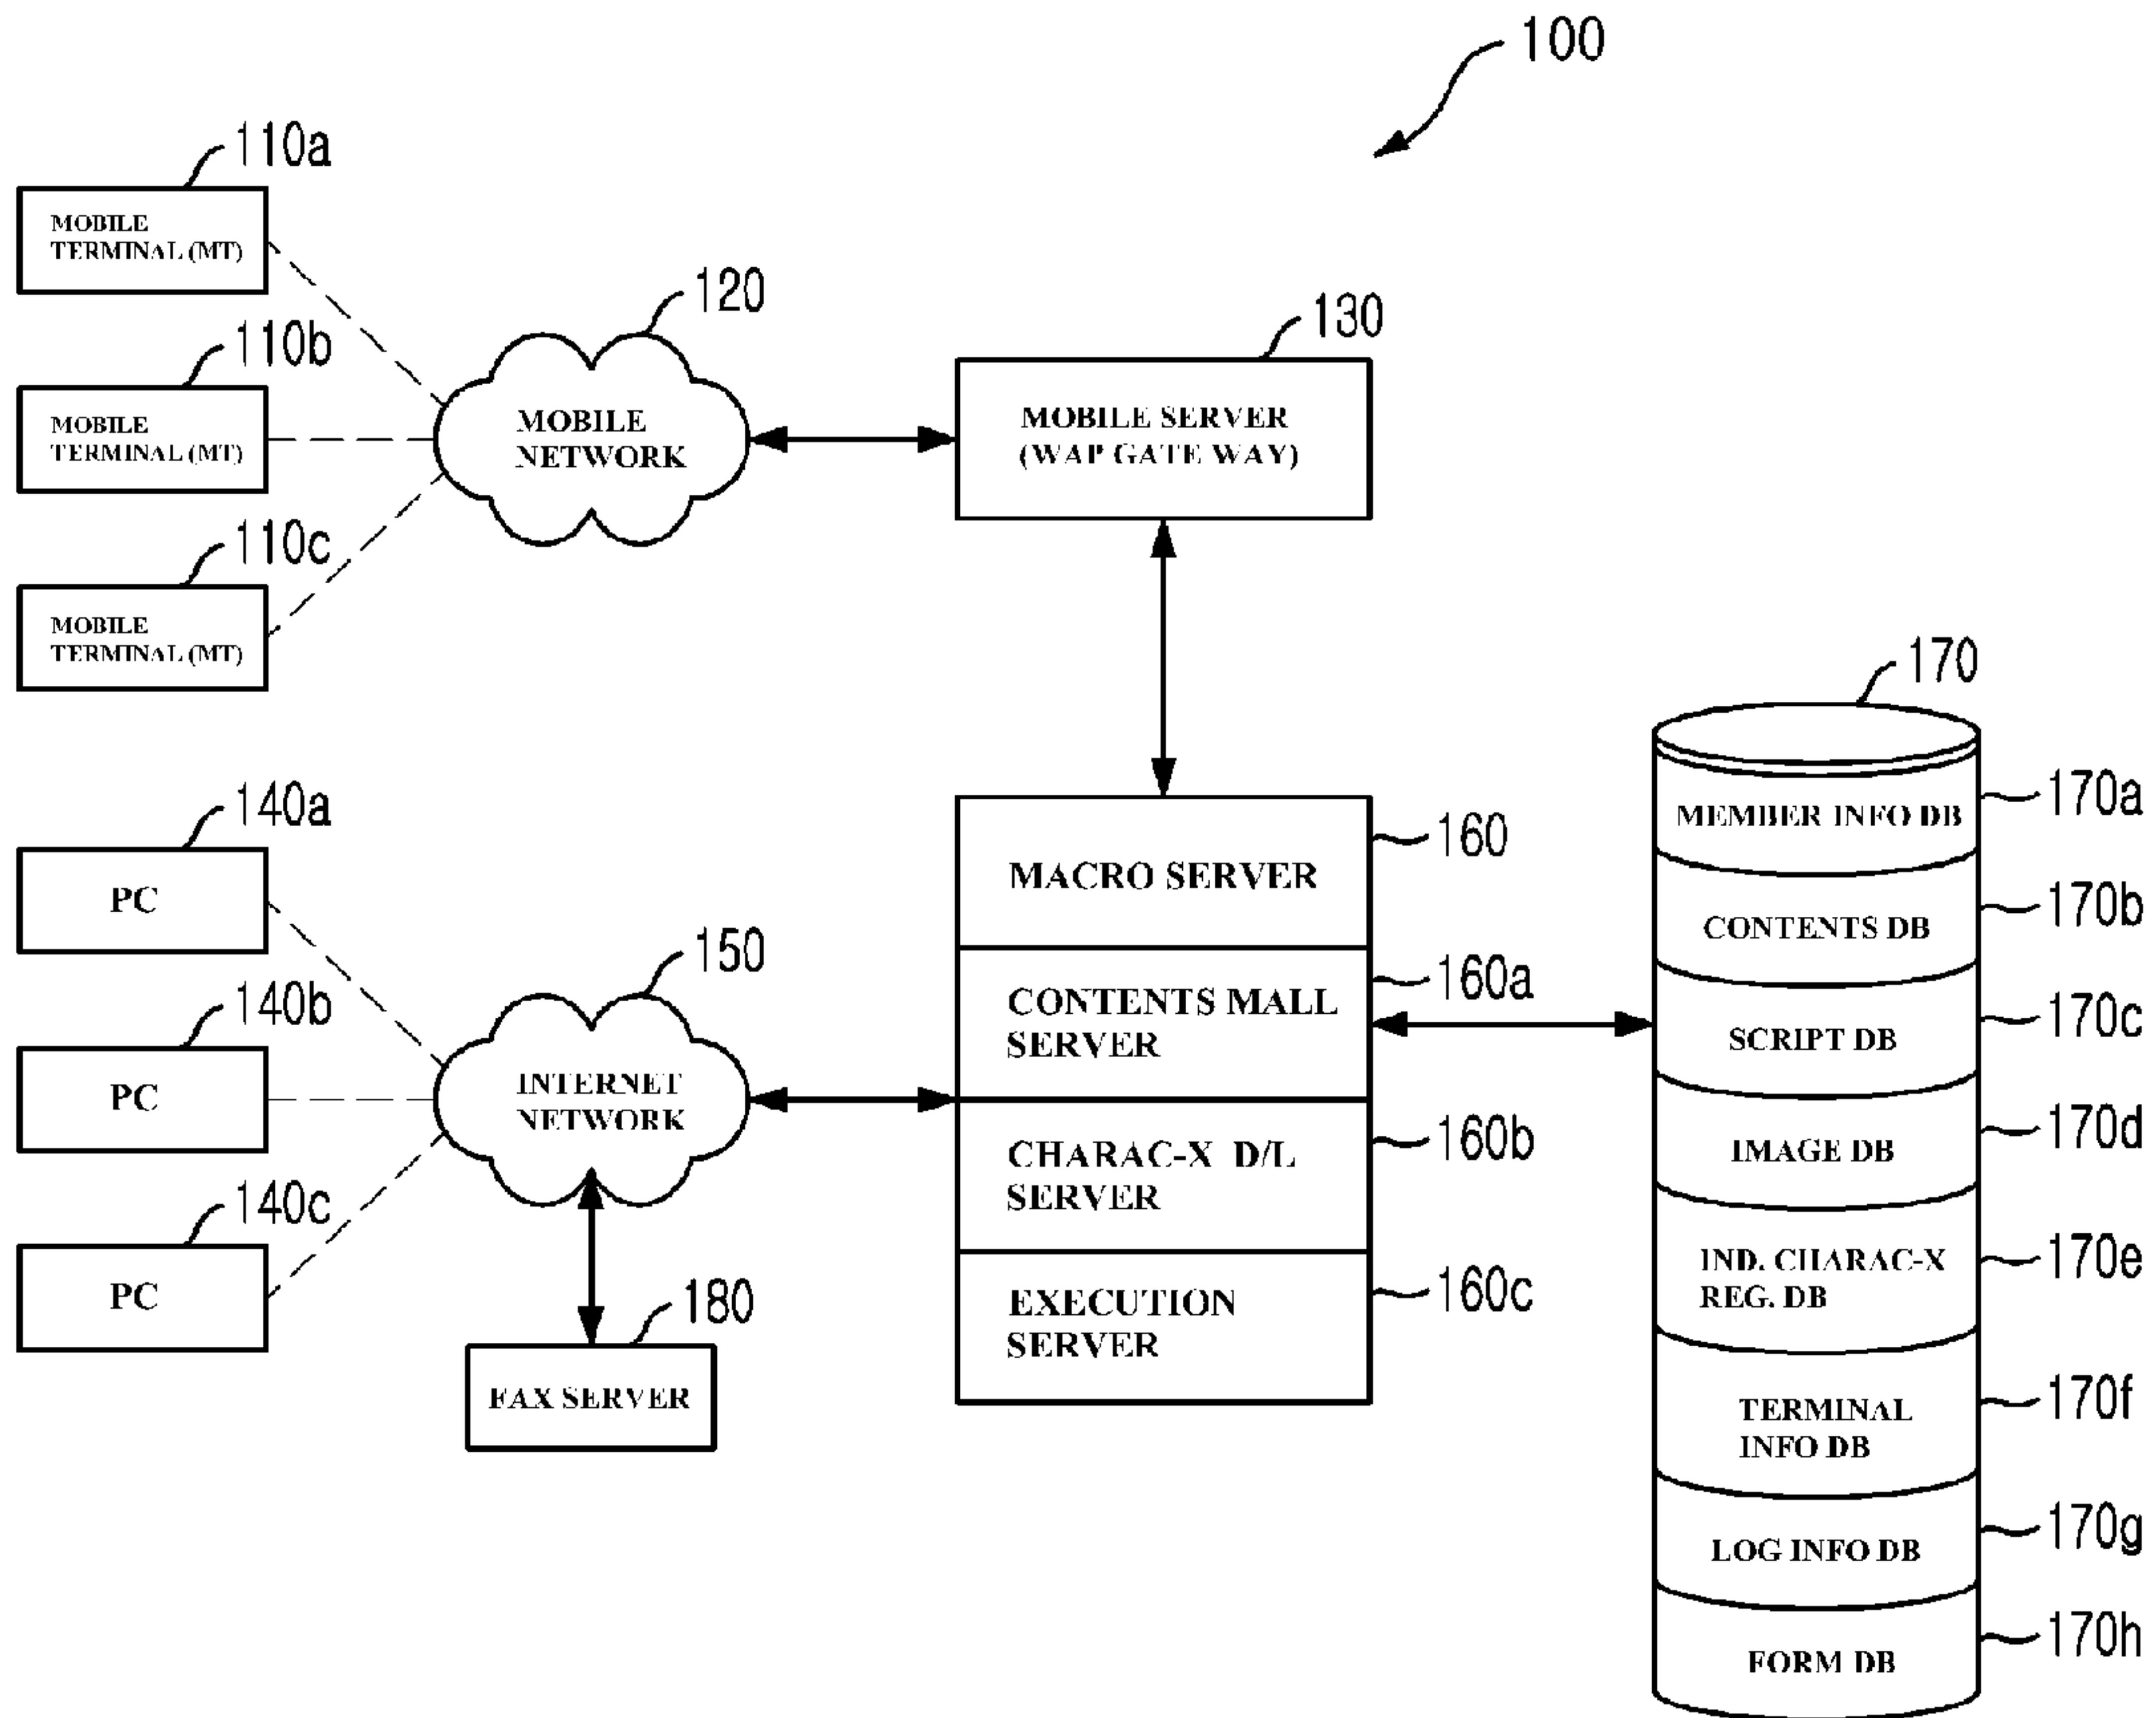 100
110a
MOBILE
TERMINAL (MT)
110b
MOBILE
TERMINAL (MT)
110c
MOBILE
TERMINAL (MT)
120
MOBILE
NETWORK
130
MOBILE SERVER
(WAP GATE WAY)
140a
PC
140b
PC
140c
PC
150
INTERNET
NETWORK
180
FAX SERVER
160
MACRO SERVER
160a
CONTENTS MALL
SERVER
160b
CHARAC-X D/L
SERVER
160c
EXECUTION
SERVER
170
170a
MEMBER INFO DB
170b
CONTENTS DB
170c
SCRIPT DB
170d
IMAGE DB
170e
IND. CHARAC-X
REG. DB
170f
TERMINAL
INFO DB
170g
LOG INFO DB
170h
FORM DB